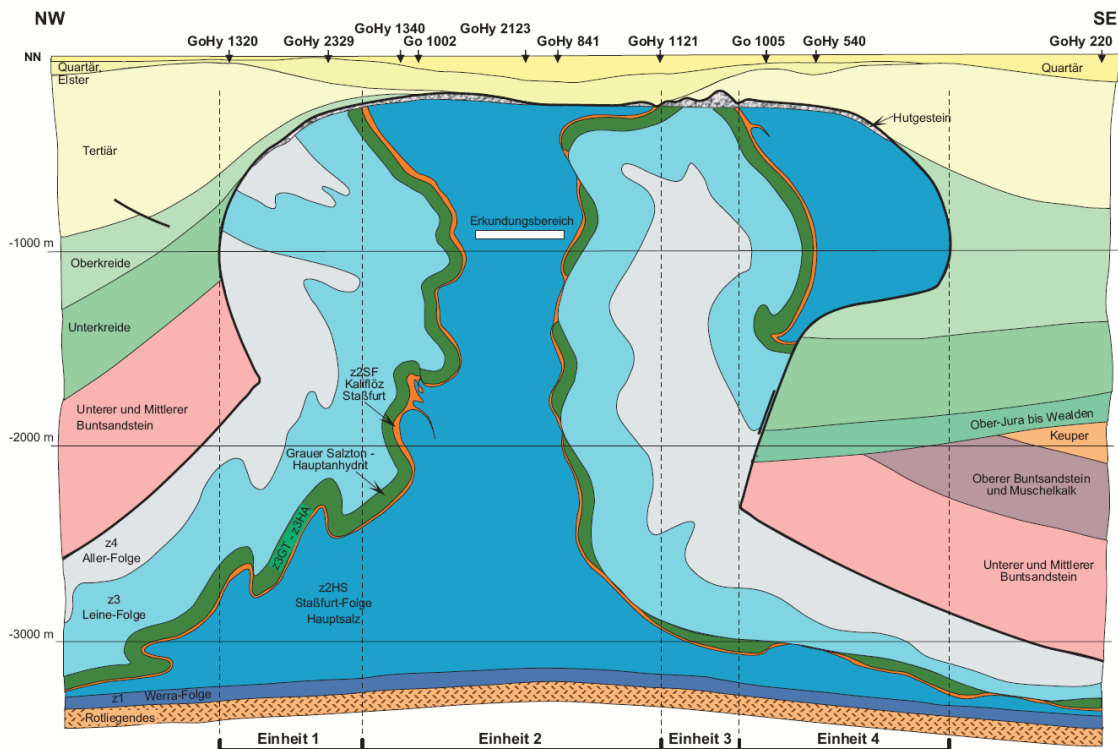 NW
SE
GoHy 1340
GoHy 2123
GoHy 1320
GoHy 2329
Go 1002
GoHy 841
GoHy 1121
Go 1005
GoHy 540
GoHy 220
NN
Quartär,
Elster
Quartär
Hutgestein
Tertiär
Erkundungsbereich
-1000 m
Oberkreide
Unterkreide
z2SF
Kaliflöz
Staßfurt
Unterer und Mittlerer
Buntsandstein
Ober-Jura bis Wealden
-2000 m
Keuper
Grauer Salzton -
Hauptanhydrit
Oberer Buntsandstein
und Muschelkalk
z3GT - z3HA
z4
Aller-Folge
Unterer und Mittlerer
Buntsandstein
z2HS
Staßfurt-Folge
Hauptsalz
z3
Leine-Folge
-3000 m
z1 Werra-Folge
Rotliegendes
Einheit 1
Einheit 2
Einheit 3
Einheit 4